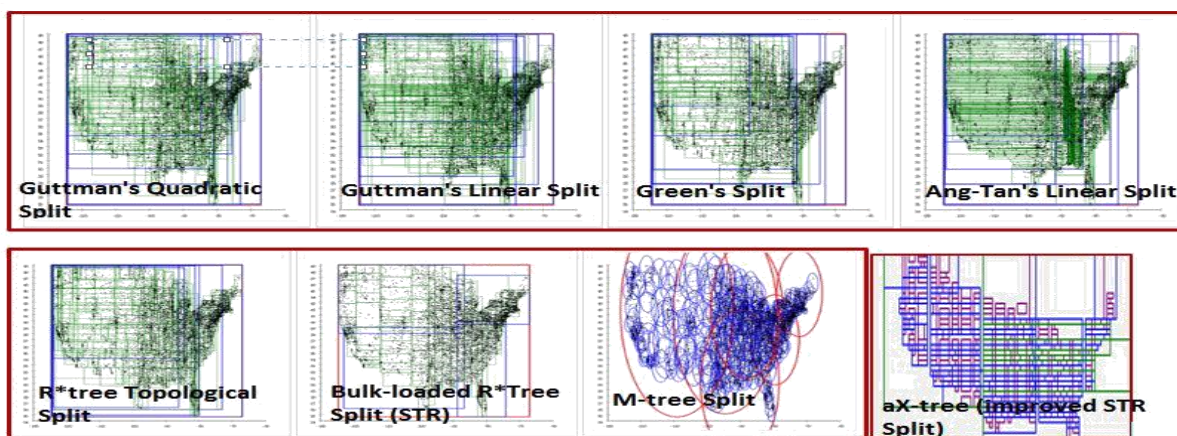 Guttman's Quadratic
Split
Guttman's Linear Split
Green's Split
Ang-Tan's Linear Split
R*tree Topological
Split
Bulk-loaded R*Tree
Split (STR)
M-tree Split
aX-tree (improved STR
Split)